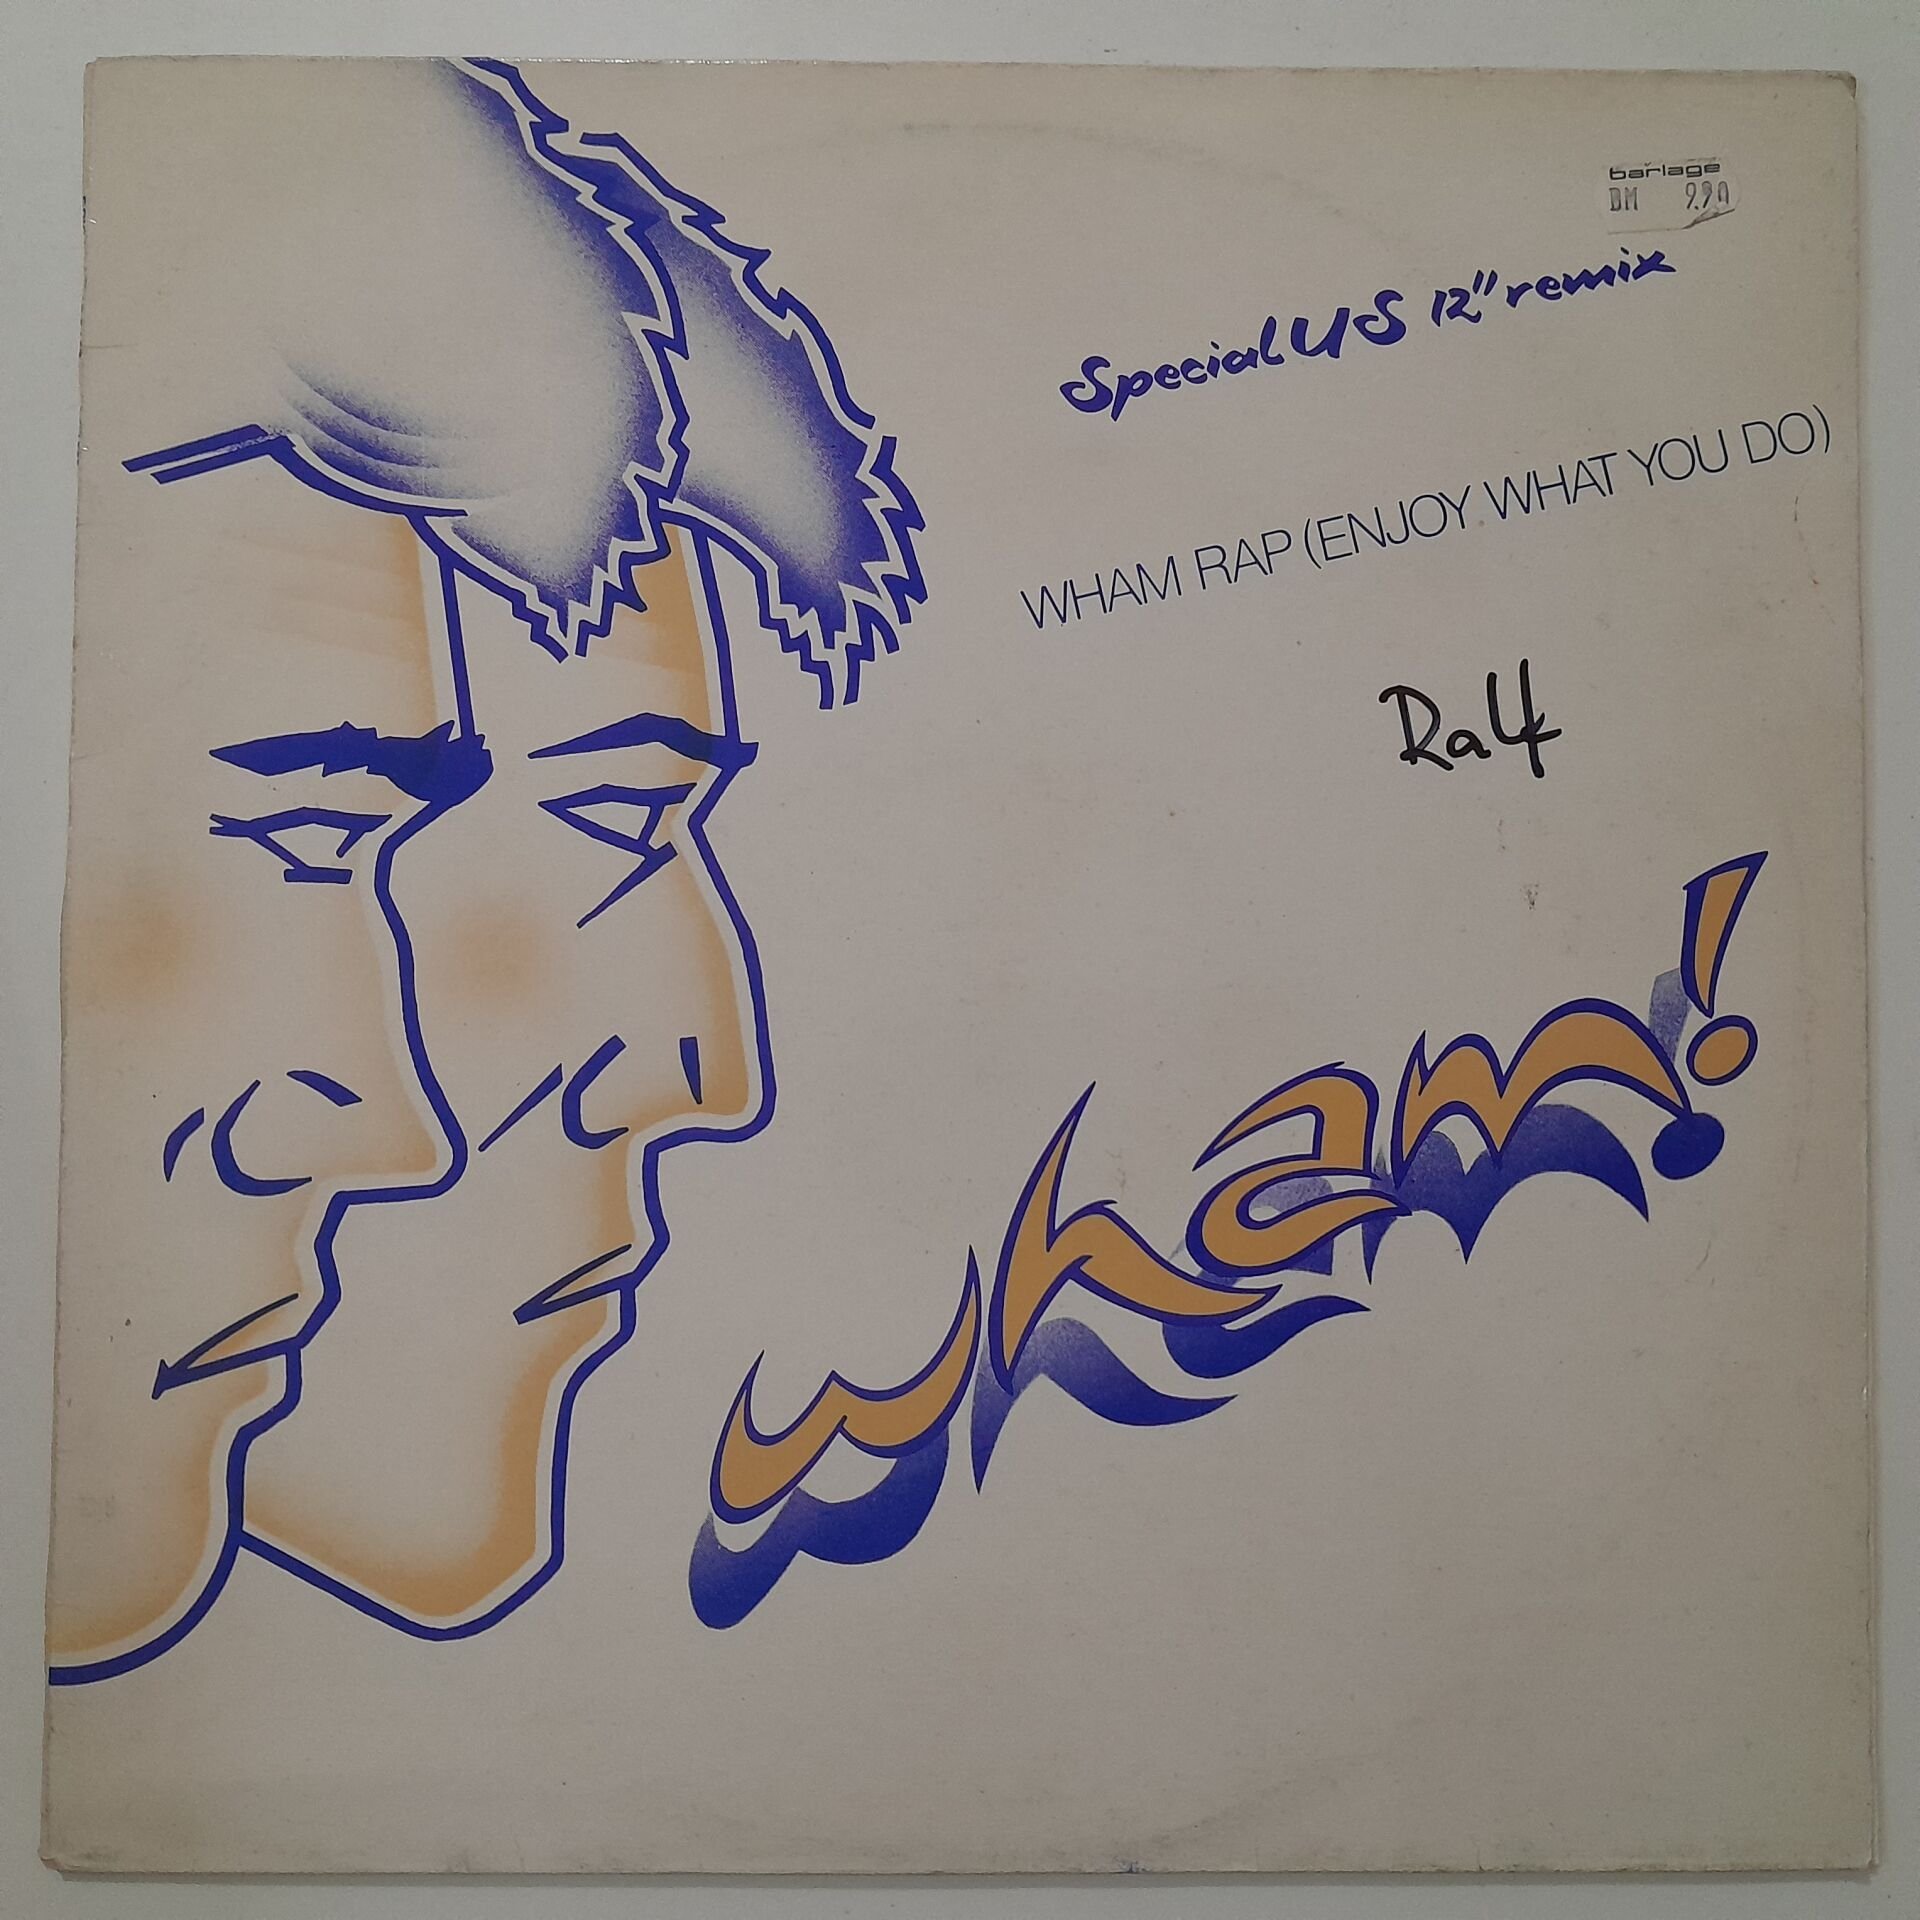 barlage
DM 9.90
Special US 12" remix
WHAM RAP (ENJOY WHAT YOU DO)
Ralf
wham!